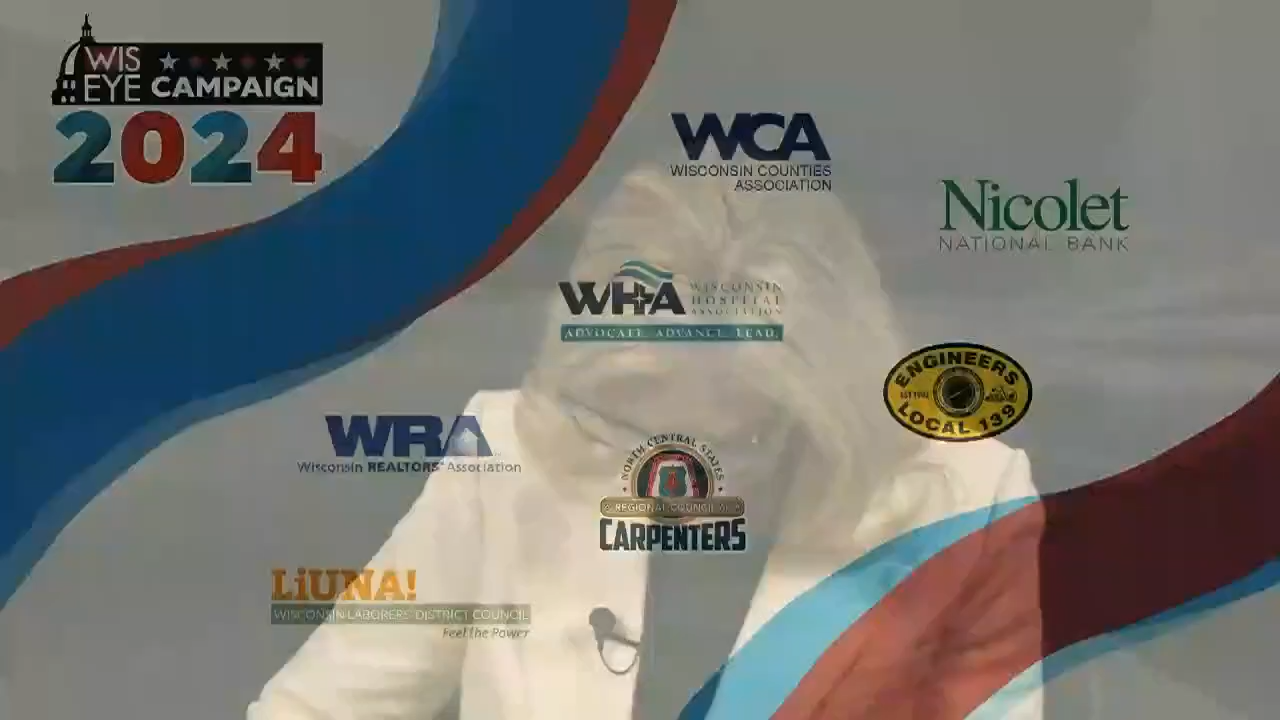 WIS
EYE CAMPAIGN
2024
WCA
WISCONSIN COUNTIES
ASSOCIATION
Nicolet
NATIONAL BANK
WHA WISCONSIN
HOSPITAL
ASSOCIATION
ADVOCATE. ADVANCE. LEAD.
ENGINEERS
LOCAL 139
WRA
Wisconsin REALTORS® Association
NORTH CENTRAL STATES
REGIONAL COUNCIL OF
CARPENTERS
LiUNA!
WISCONSIN LABORERS' DISTRICT COUNCIL
Feel the Power